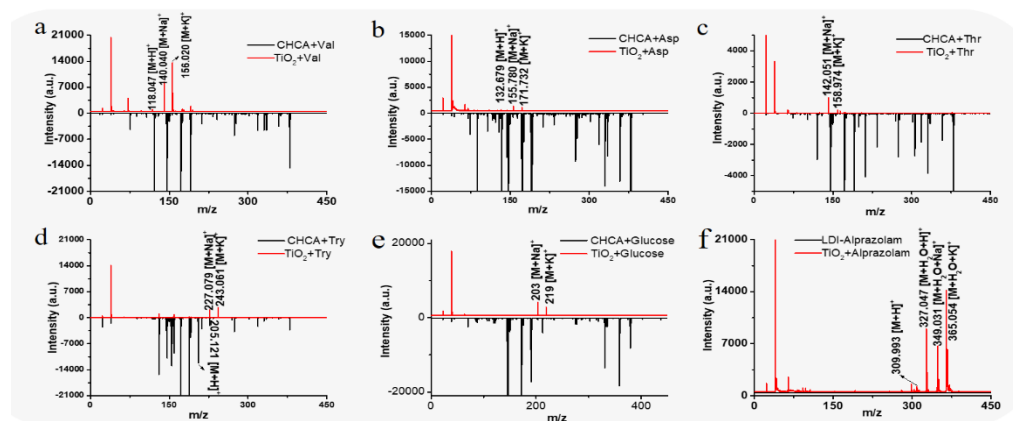 a
21000
14000
7000
0
-7000
-14000
-21000
Intensity (a.u.)
118.047 [M+H]⁺
140.040 [M+Na]⁺
156.020 [M+K]⁺
CHCA+Val
TiO₂+Val
0
150
300
450
m/z
b
15000
10000
5000
0
-5000
-10000
-15000
Intensity (a.u.)
132.679 [M+H]⁺
155.780 [M+Na]⁺
171.732 [M+K]⁺
CHCA+Asp
TiO₂+Asp
0
150
300
450
m/z
c
4000
2000
0
-2000
-4000
Intensity (a.u.)
142.051 [M+Na]⁺
158.974 [M+K]⁺
CHCA+Thr
TiO₂+Thr
0
150
300
450
m/z
d
21000
14000
7000
0
-7000
-14000
-21000
Intensity (a.u.)
CHCA+Try
TiO₂+Try
227.079 [M+Na]⁺
243.061 [M+K]⁺
205.121 [M+H]⁺
0
150
300
450
m/z
e
20000
0
-20000
Intensity (a.u.)
CHCA+Glucose
TiO₂+Glucose
203 [M+Na]⁺
219 [M+K]⁺
0
200
400
m/z
f
21000
14000
7000
0
Intensity (a.u.)
LDI-Alprazolam
TiO₂+Alprazolam
309.993 [M+H]⁺
327.047 [M+H₂O+H]⁺
349.031 [M+H₂O+Na]⁺
365.054 [M+H₂O+K]⁺
0
150
300
450
m/z